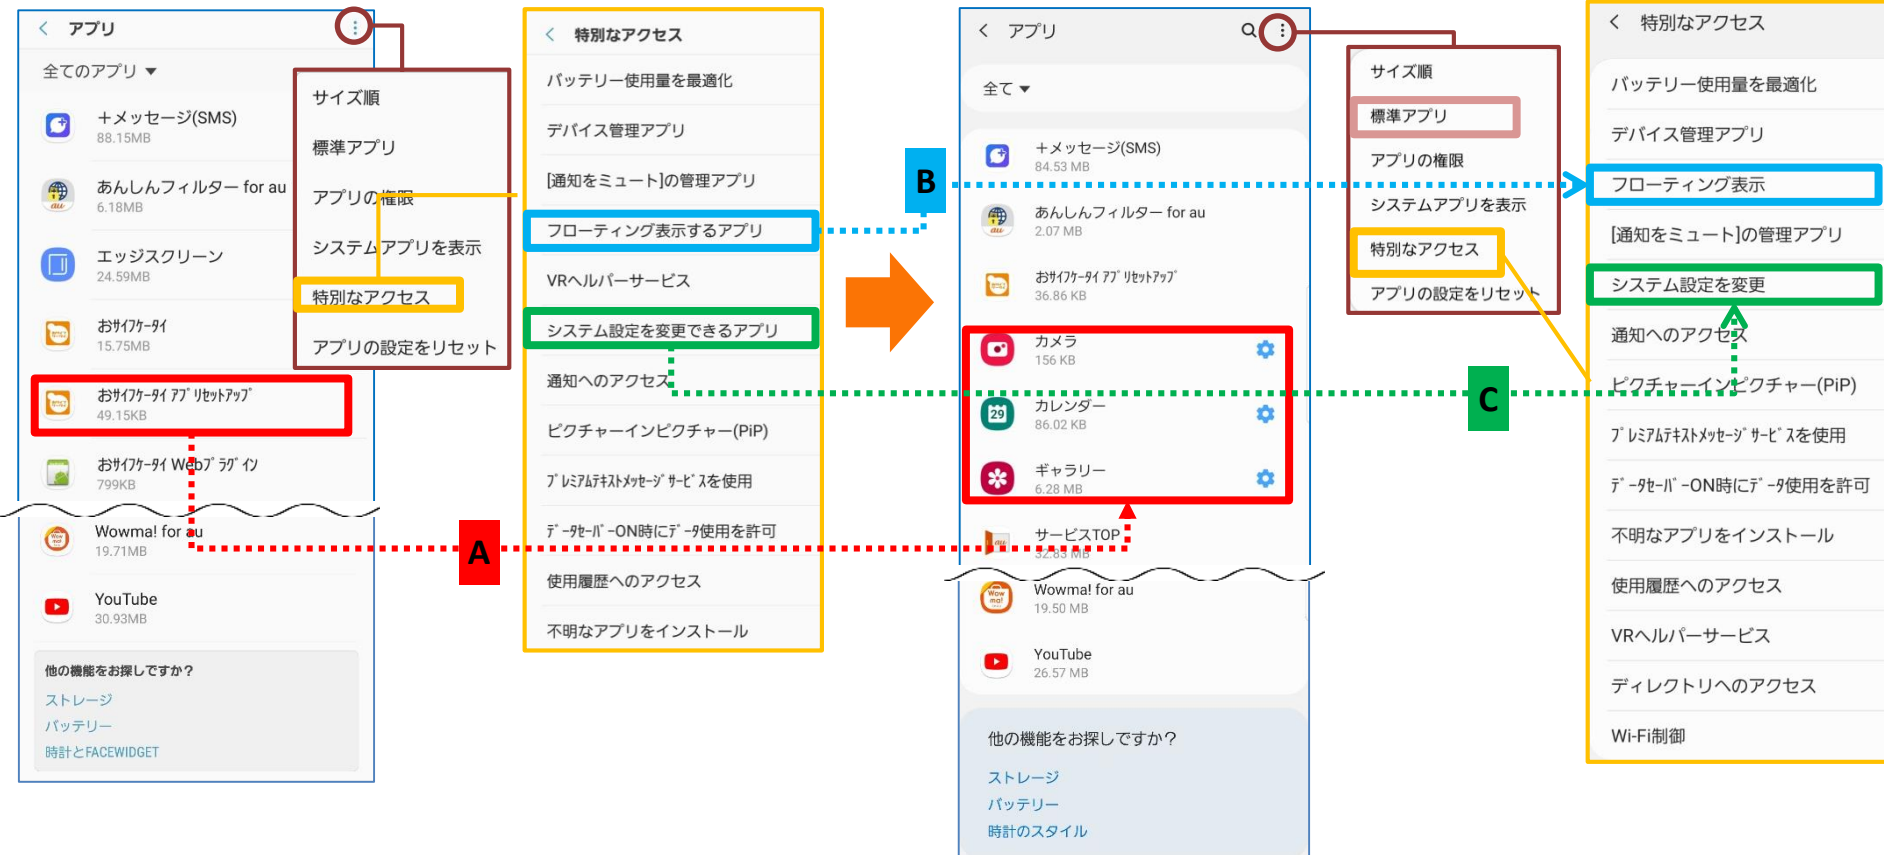 アプリ
全てのアプリ ▼
＋メッセージ(SMS)
88.15MB
あんしんフィルター for au
6.18MB
エッジスクリーン
24.59MB
おサイフケータイ
15.75MB
おサイフケータイ アプリセットアップ
49.15KB
おサイフケータイ Webプラグイン
799KB
Wowma! for au
19.71MB
YouTube
30.93MB
他の機能をお探しですか？
ストレージ
バッテリー
時計とFACEWIDGET
サイズ順
標準アプリ
アプリの権限
システムアプリを表示
特別なアクセス
アプリの設定をリセット
特別なアクセス
バッテリー使用量を最適化
デバイス管理アプリ
[通知をミュート]の管理アプリ
フローティング表示するアプリ
VRヘルパーサービス
システム設定を変更できるアプリ
通知へのアクセス
ピクチャーインピクチャー(PiP)
プレミアムテキストメッセージサービスを使用
データセーバーON時にデータ使用を許可
使用履歴へのアクセス
不明なアプリをインストール
A
B
C
アプリ
全て ▼
＋メッセージ(SMS)
84.53 MB
あんしんフィルター for au
2.07 MB
おサイフケータイ アプリセットアップ
36.86 KB
カメラ
156 KB
カレンダー
86.02 KB
ギャラリー
6.28 MB
サービスTOP
32.83 MB
Wowma! for au
19.50 MB
YouTube
26.57 MB
他の機能をお探しですか？
ストレージ
バッテリー
時計のスタイル
サイズ順
標準アプリ
アプリの権限
システムアプリを表示
特別なアクセス
アプリの設定をリセット
特別なアクセス
バッテリー使用量を最適化
デバイス管理アプリ
フローティング表示
[通知をミュート]の管理アプリ
システム設定を変更
通知へのアクセス
ピクチャーインピクチャー(PiP)
プレミアムテキストメッセージサービスを使用
データセーバーON時にデータ使用を許可
不明なアプリをインストール
使用履歴へのアクセス
VRヘルパーサービス
ディレクトリへのアクセス
Wi-Fi制御